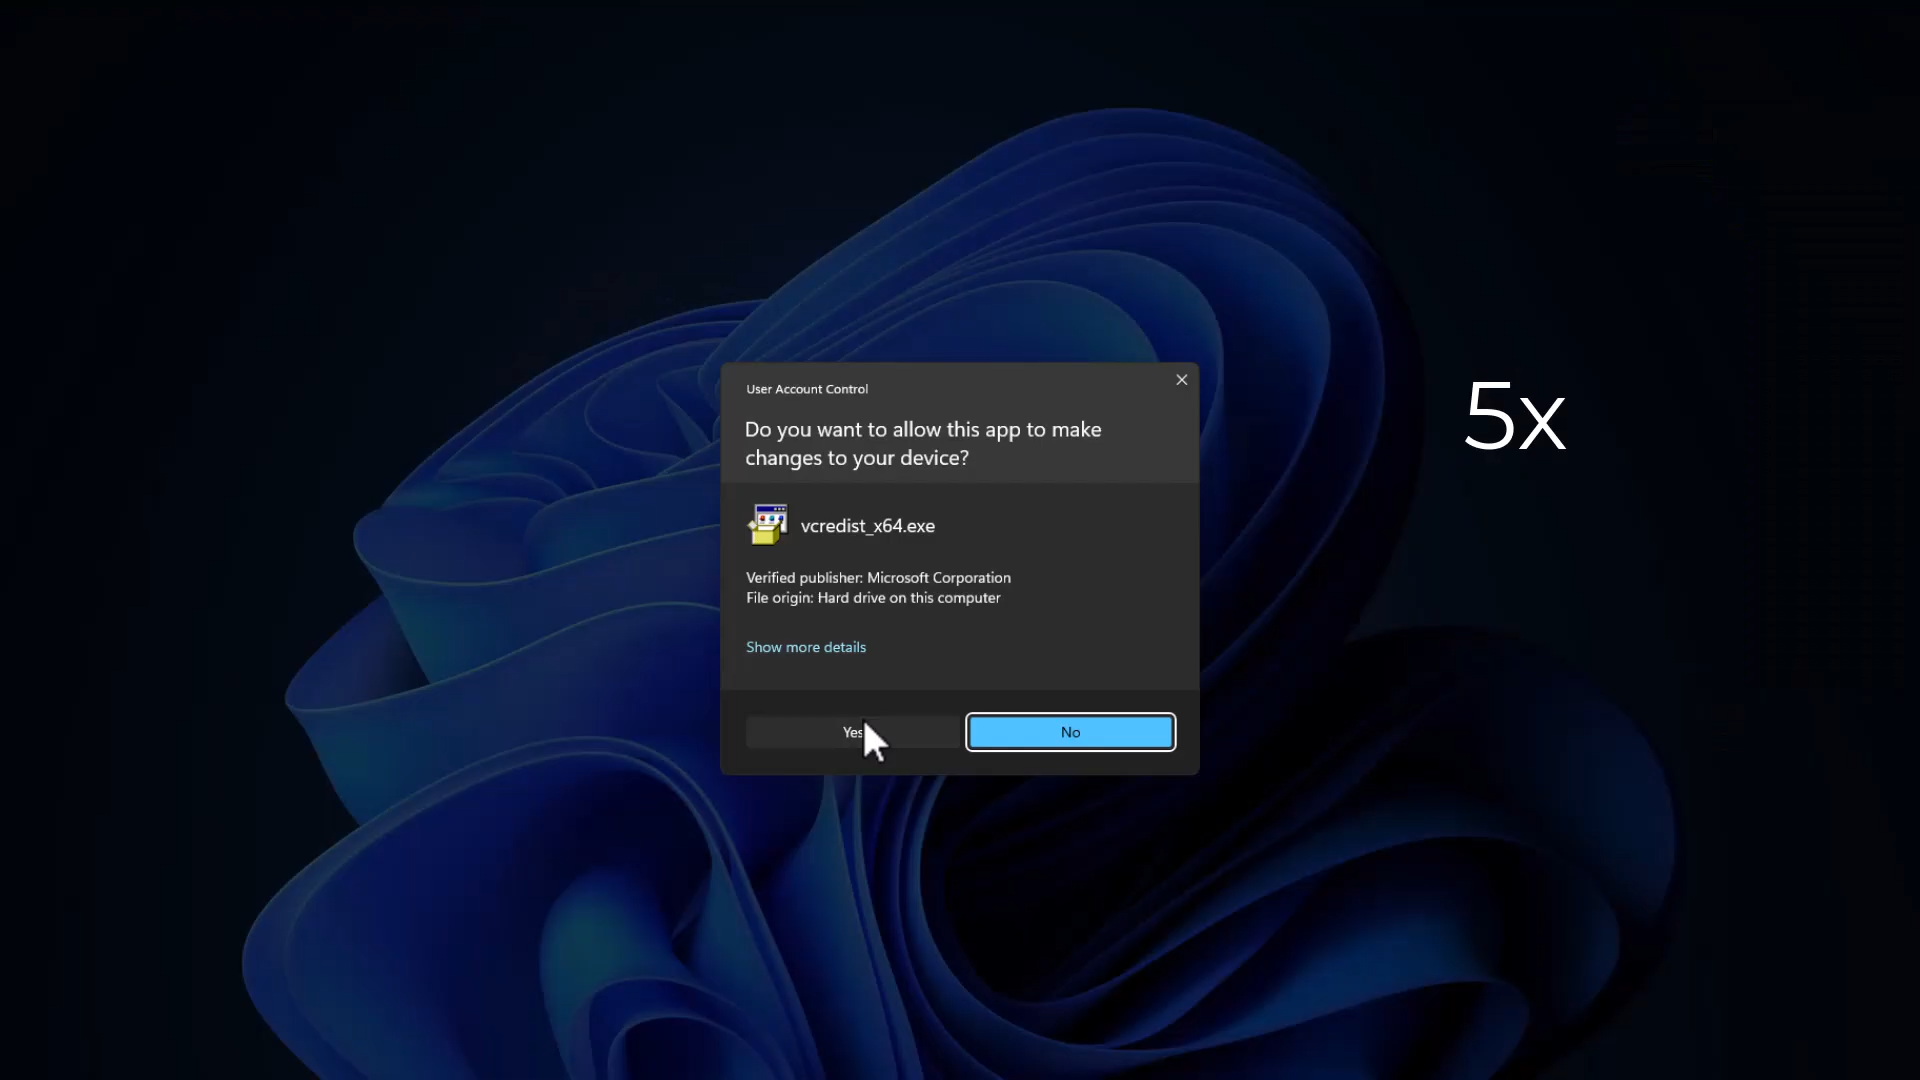 User Account Control
Do you want to allow this app to make
changes to your device?
5x
vcredist_x64.exe
Verified publisher: Microsoft Corporation
File origin: Hard drive on this computer
Show more details
Yes
No